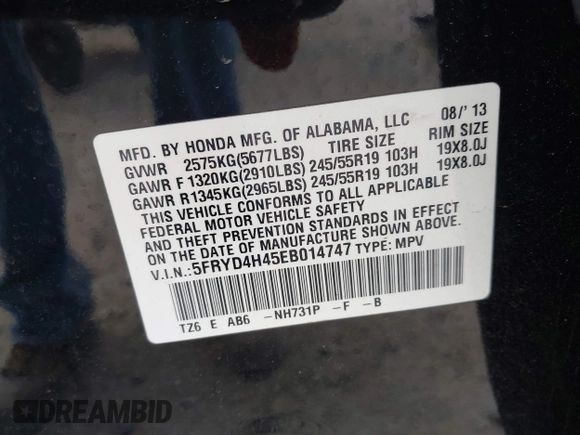 MFD. BY HONDA MFG. OF ALABAMA, LLC 08/'13
GVWR 2575KG(5677LBS) TIRE SIZE RIM SIZE
GAWR F 1320KG(2910LBS) 245/55R19 103H 19X8.0J
GAWR R1345KG(2965LBS) 245/55R19 103H 19X8.0J
THIS VEHICLE CONFORMS TO ALL APPLICABLE
FEDERAL MOTOR VEHICLE SAFETY
AND THEFT PREVENTION STANDARDS IN EFFECT
ON THE DATE OF MANUFACTURE SHOWN ABOVE.
V.I.N.:5FRYD4H45EB014747 TYPE: MPV
TZ6 E AB6 -NH731P -F -B
DREAMBID